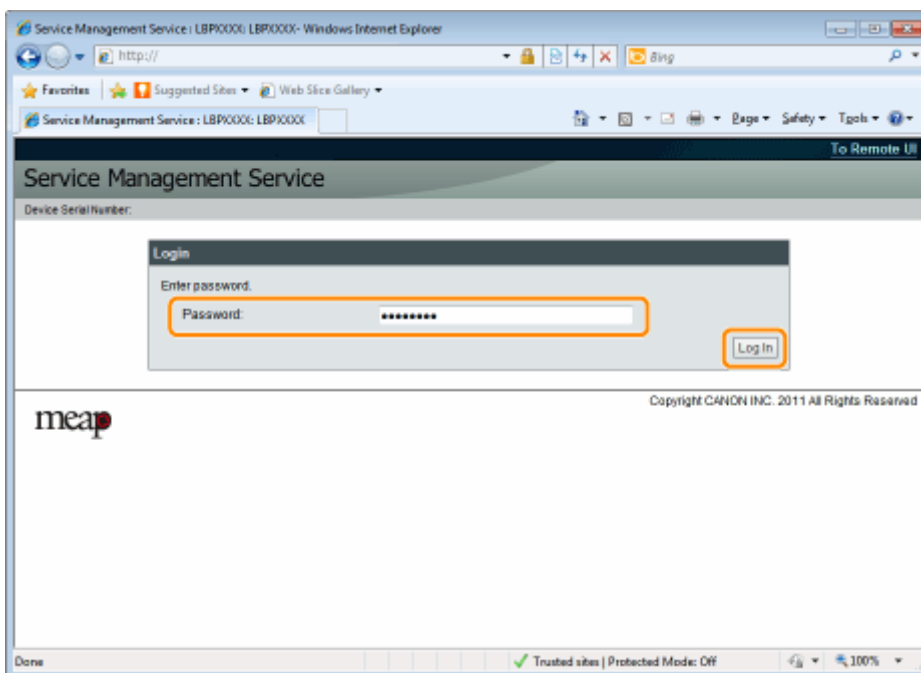 Service Management Service : LBPXXXX: LBPXXXX- Windows Internet Explorer
http://
Bing
Favorites Suggested Sites Web Slice Gallery
Service Management Service : LBPXXXX: LBPXXXX
Page Safety Tools
To Remote UI
Service Management Service
Device Serial Number:
Login
Enter password.
Password: ••••••••
Log In
Copyright CANON INC. 2011 All Rights Reserved
meap
Done Trusted sites | Protected Mode: Off 100%